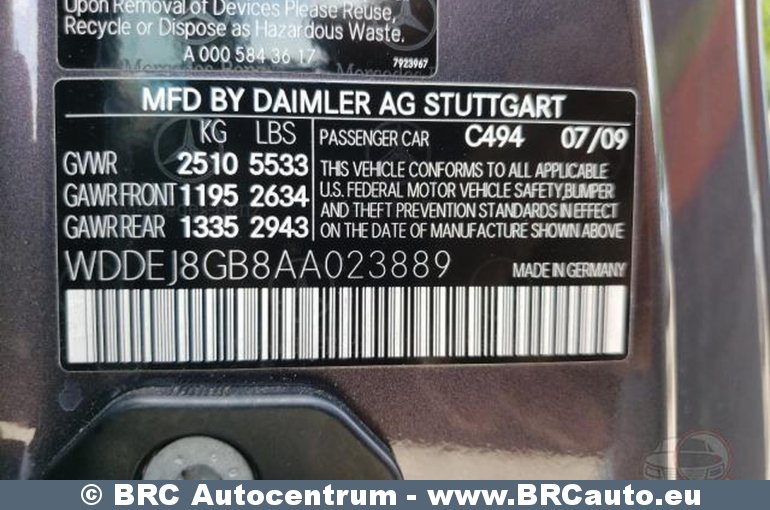 Upon Removal of Devices Please Reuse,
Recycle or Dispose as Hazardous Waste.
A 000 584 36 17
7923967
MFD BY DAIMLER AG STUTTGART
KG LBS PASSENGER CAR C494 07/09
GVWR 2510 5533
GAWR FRONT 1195 2634
GAWR REAR 1335 2943
THIS VEHICLE CONFORMS TO ALL APPLICABLE
U.S. FEDERAL MOTOR VEHICLE SAFETY,BUMPER
AND THEFT PREVENTION STANDARDS IN EFFECT
ON THE DATE OF MANUFACTURE SHOWN ABOVE
WDDEJ8GB8AA023889 MADE IN GERMANY
© BRC Autocentrum - www.BRCauto.eu